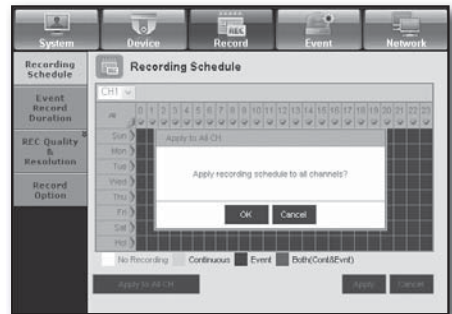 System Device Record Event Network
Recording Schedule
Recording
Schedule
CH1
Event
Record
Duration
All 0 1 2 3 4 5 6 7 8 9 10 11 12 13 14 15 16 17 18 19 20 21 22 23
REC Quality
&
Resolution
Record
Option
Sun
Mon
Tue
Wed
Thu
Fri
Sat
Hol
Apply to All CH
Apply recording schedule to all channels?
OK Cancel
No Recording Continuous Event Both(Cont&Evnt)
Apply to All CH Apply Cancel